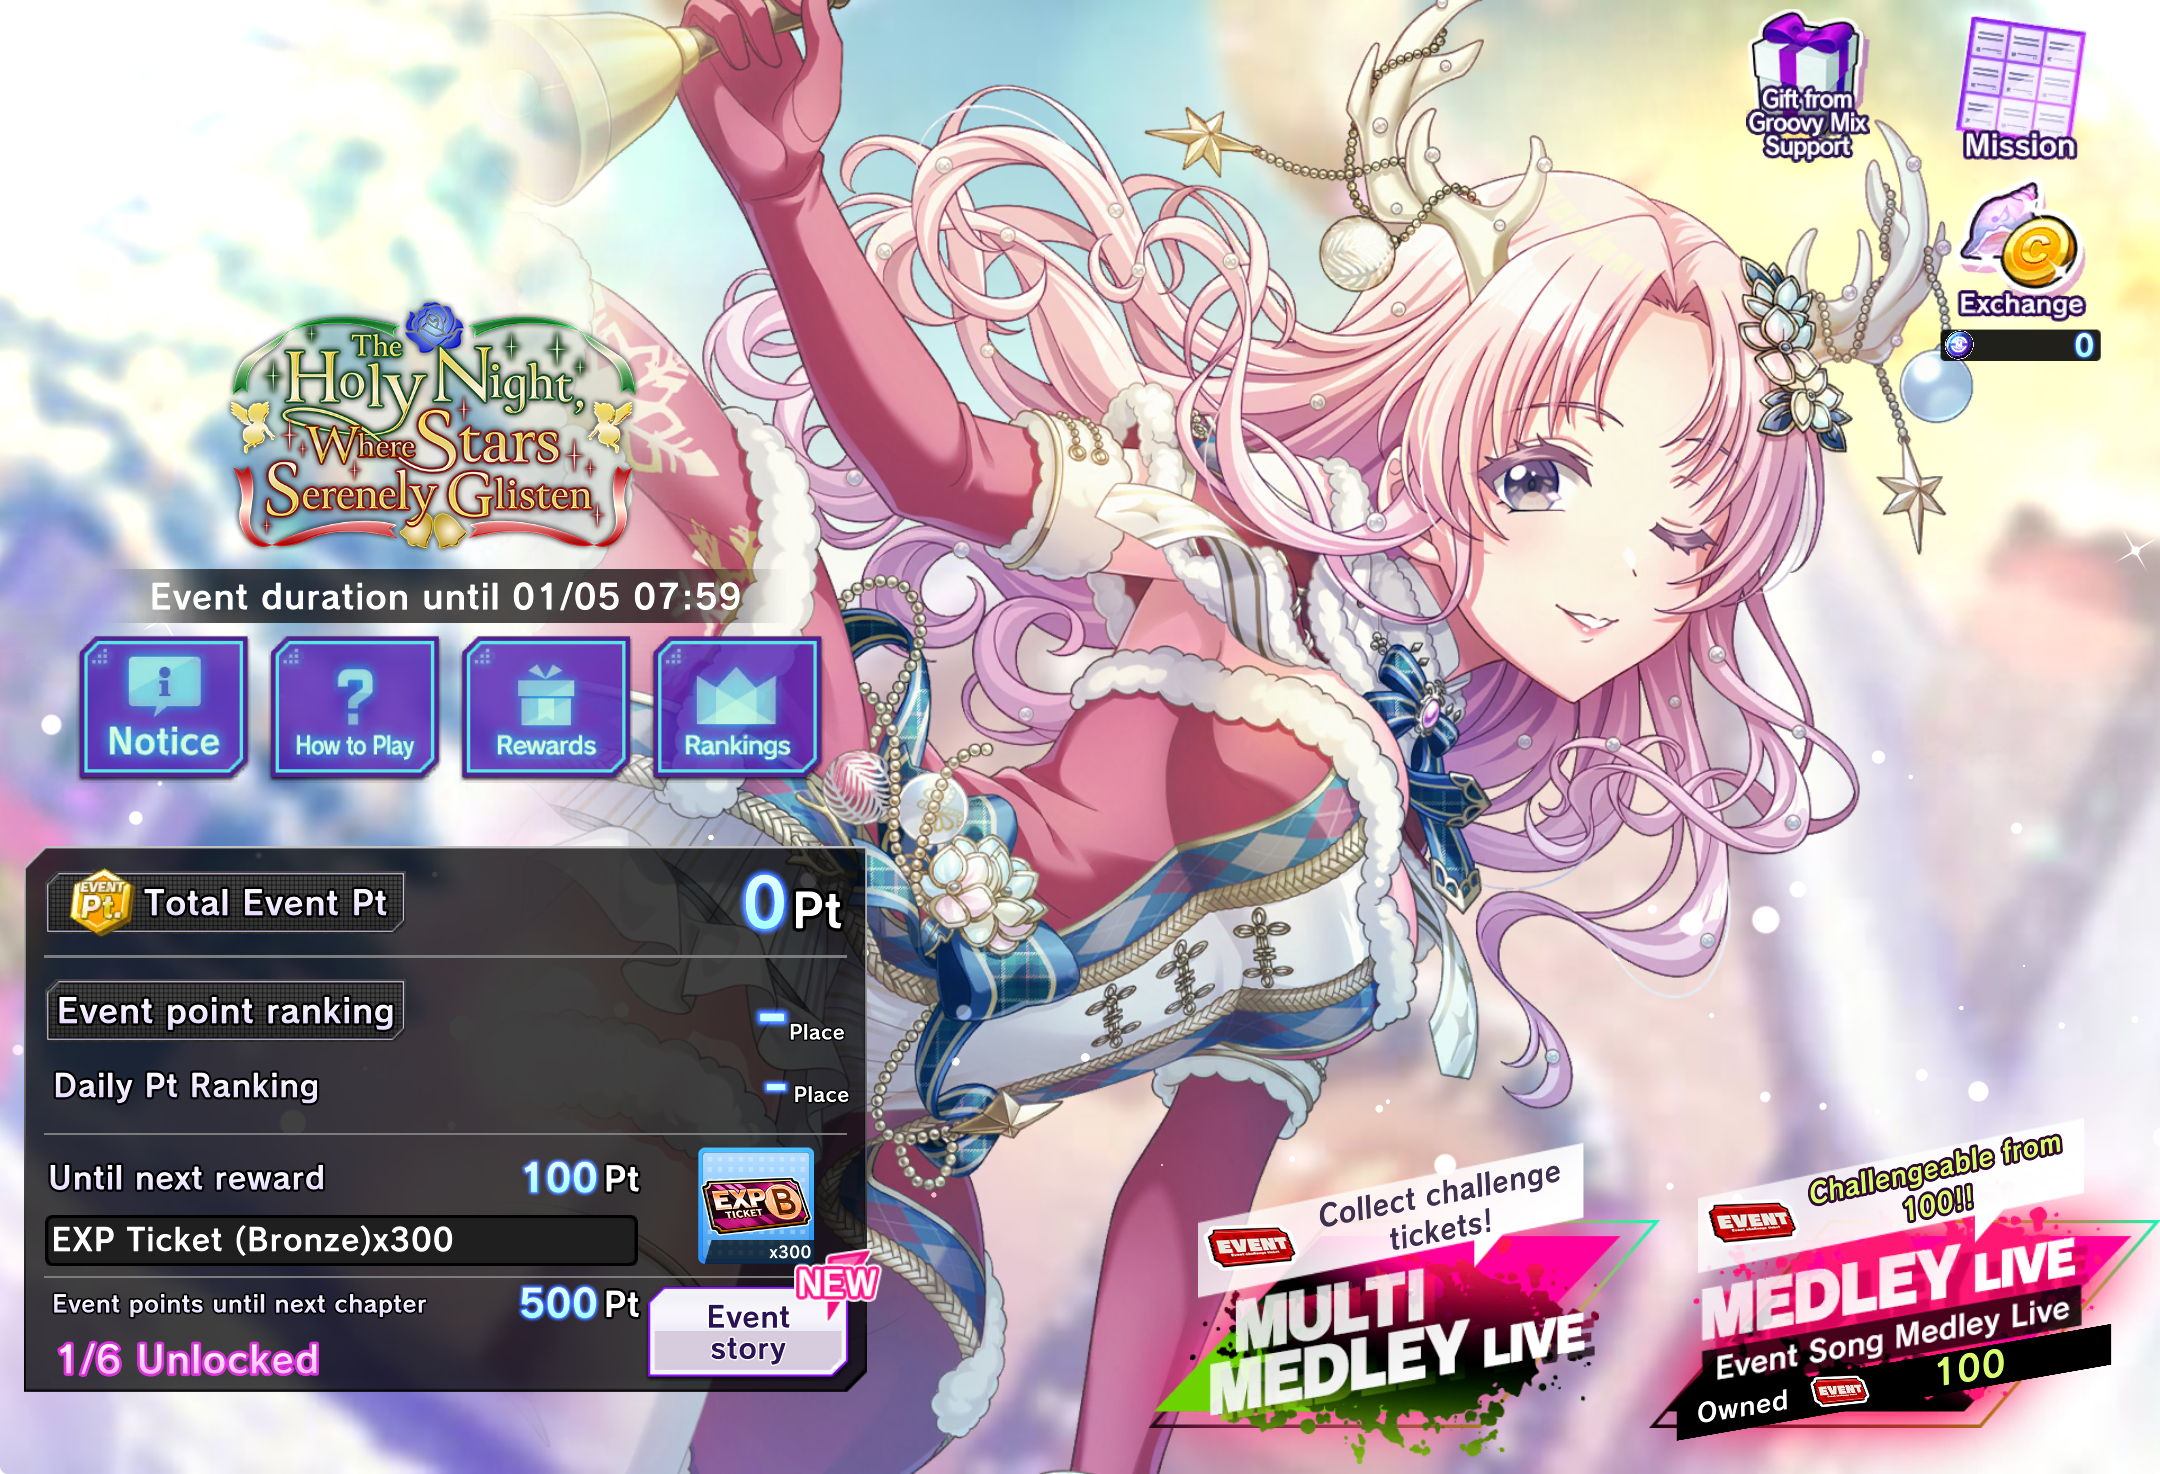 Gift from
Groovy Mix
Support
Mission
Exchange
0
The
Holy Night,
Where Stars
Serenely Glisten
Event duration until 01/05 07:59
Notice
How to Play
Rewards
Rankings
EVENT
Pt.
Total Event Pt
0 Pt
Event point ranking
- Place
Daily Pt Ranking
- Place
Until next reward
100 Pt
EXP
TICKET
B
x300
EXP Ticket (Bronze)x300
Event points until next chapter
500 Pt
1/6 Unlocked
NEW
Event
story
EVENT
Collect challenge
tickets!
MULTI
MEDLEY LIVE
EVENT
Challengeable from
100!!
MEDLEY LIVE
Event Song Medley Live
Owned
EVENT
100